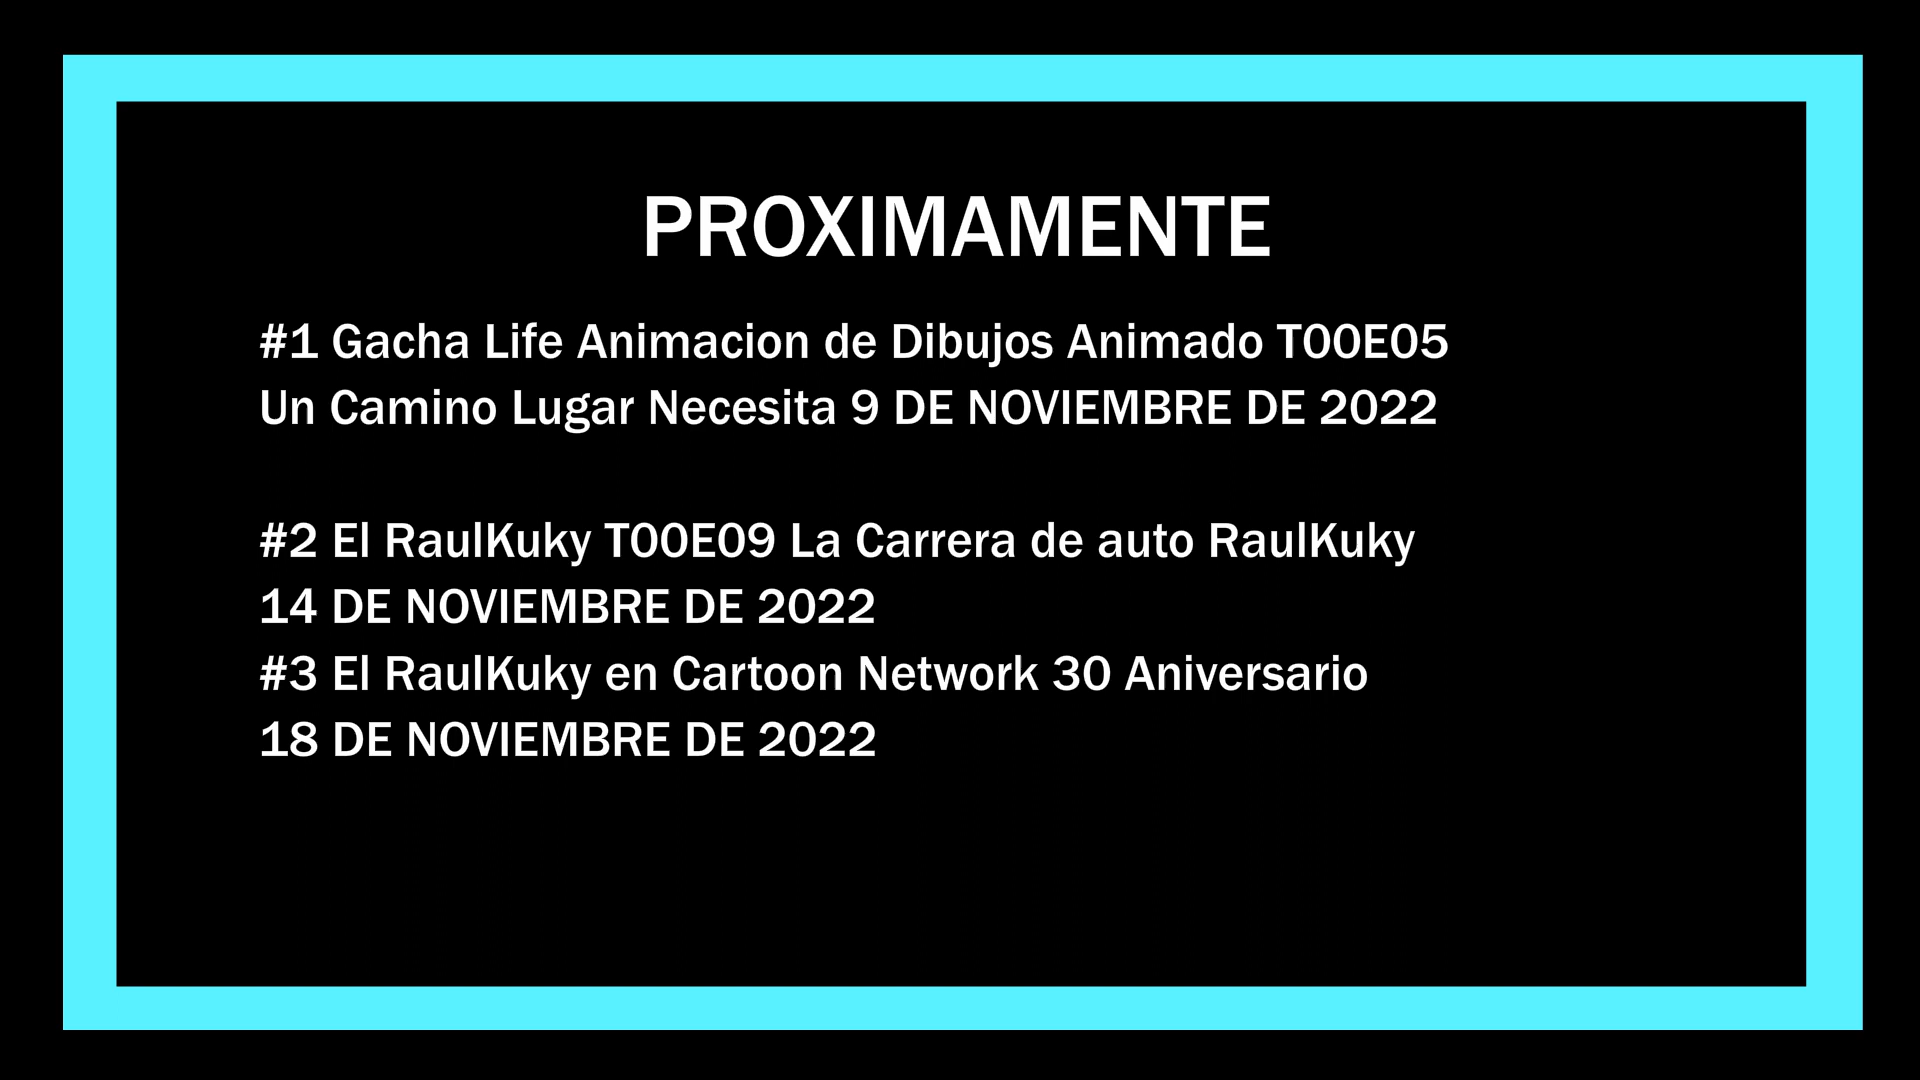 PROXIMAMENTE
#1 Gacha Life Animacion de Dibujos Animado T00E05
Un Camino Lugar Necesita 9 DE NOVIEMBRE DE 2022
#2 El RaulKuky T00E09 La Carrera de auto RaulKuky
14 DE NOVIEMBRE DE 2022
#3 El RaulKuky en Cartoon Network 30 Aniversario
18 DE NOVIEMBRE DE 2022